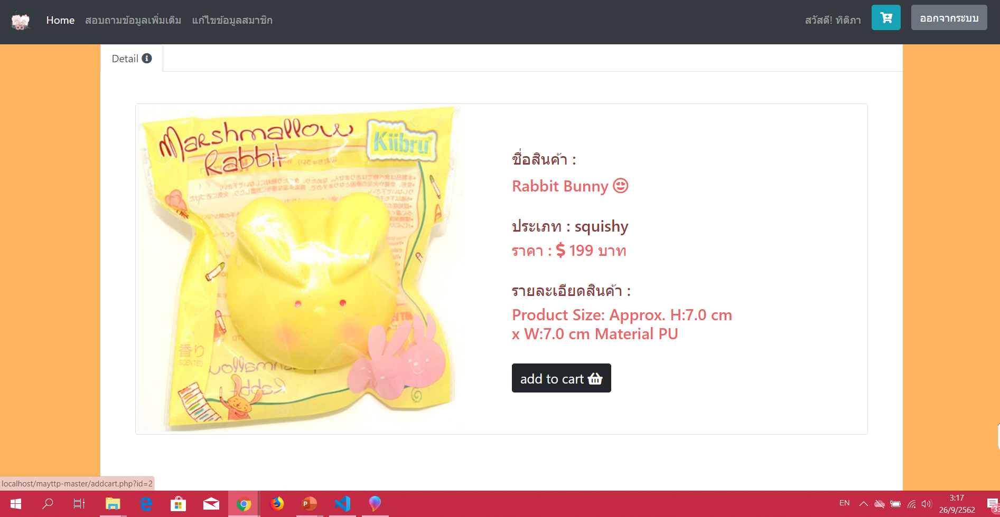 Home สอบถามข้อมูลเพิ่มเติม แก้ไขข้อมูลสมาชิก สวัสดี! ทิติภา ออกจากระบบ
Detail
Marshmallow
Rabbit
Kiibru
香り
SCENTED
ชื่อสินค้า :
Rabbit Bunny
ประเภท : squishy
ราคา : $ 199 บาท
รายละเอียดสินค้า :
Product Size: Approx. H:7.0 cm
x W:7.0 cm Material PU
add to cart
localhost/mayttp-master/addcart.php?id=2
EN
3:17
26/9/2562